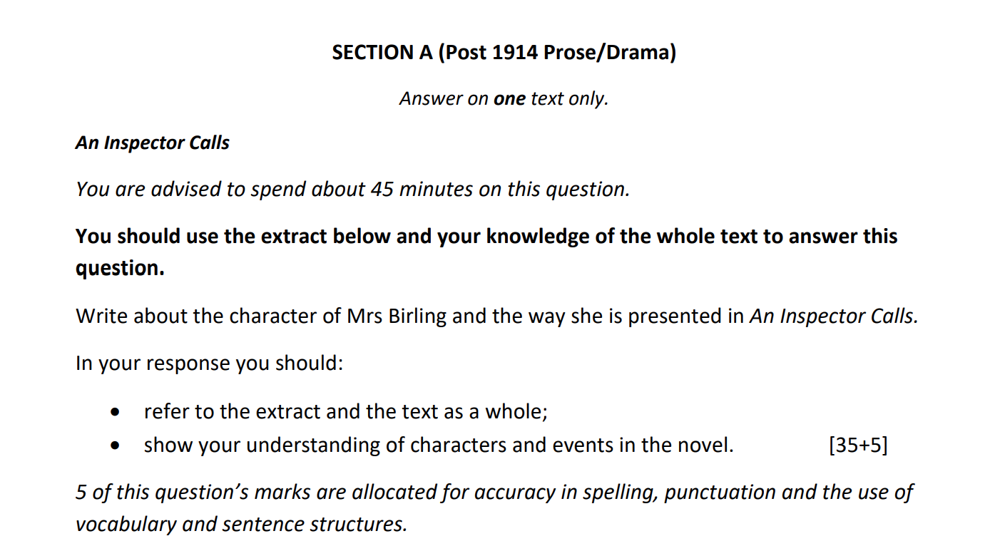 SECTION A (Post 1914 Prose/Drama)
Answer on one text only.
An Inspector Calls
You are advised to spend about 45 minutes on this question.
You should use the extract below and your knowledge of the whole text to answer this
question.
Write about the character of Mrs Birling and the way she is presented in An Inspector Calls.
In your response you should:
• refer to the extract and the text as a whole;
• show your understanding of characters and events in the novel. [35+5]
5 of this question’s marks are allocated for accuracy in spelling, punctuation and the use of
vocabulary and sentence structures.